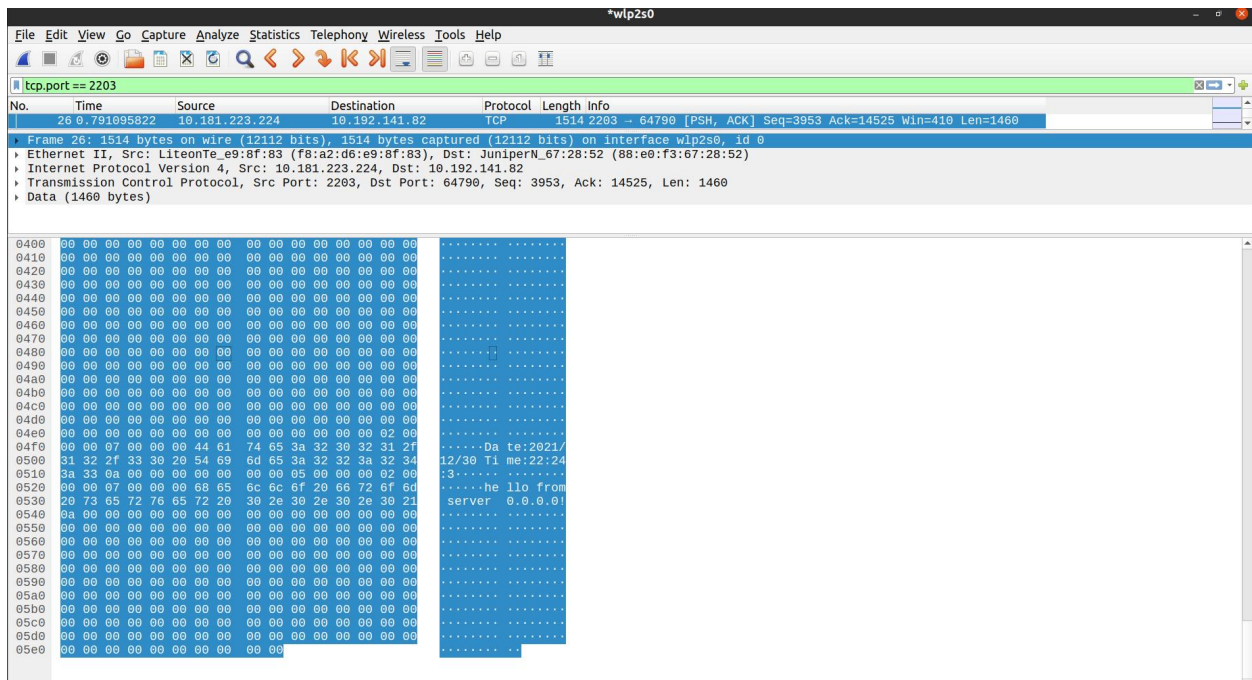 *wlp2s0
File Edit View Go Capture Analyze Statistics Telephony Wireless Tools Help
tcp.port == 2203
No. Time Source Destination Protocol Length Info
26 0.791095822 10.181.223.224 10.192.141.82 TCP 1514 2203 → 64790 [PSH, ACK] Seq=3953 Ack=14525 Win=410 Len=1460
Frame 26: 1514 bytes on wire (12112 bits), 1514 bytes captured (12112 bits) on interface wlp2s0, id 0
Ethernet II, Src: LiteonTe_e9:8f:83 (f8:a2:d6:e9:8f:83), Dst: JuniperN_67:28:52 (88:e0:f3:67:28:52)
Internet Protocol Version 4, Src: 10.181.223.224, Dst: 10.192.141.82
Transmission Control Protocol, Src Port: 2203, Dst Port: 64790, Seq: 3953, Ack: 14525, Len: 1460
Data (1460 bytes)
0400 00 00 00 00 00 00 00 00 00 00 00 00 00 00 00 00 ········ ········
0410 00 00 00 00 00 00 00 00 00 00 00 00 00 00 00 00 ········ ········
0420 00 00 00 00 00 00 00 00 00 00 00 00 00 00 00 00 ········ ········
0430 00 00 00 00 00 00 00 00 00 00 00 00 00 00 00 00 ········ ········
0440 00 00 00 00 00 00 00 00 00 00 00 00 00 00 00 00 ········ ········
0450 00 00 00 00 00 00 00 00 00 00 00 00 00 00 00 00 ········ ········
0460 00 00 00 00 00 00 00 00 00 00 00 00 00 00 00 00 ········ ········
0470 00 00 00 00 00 00 00 00 00 00 00 00 00 00 00 00 ········ ········
0480 00 00 00 00 00 00 00 00 00 00 00 00 00 00 00 00 ········ ········
0490 00 00 00 00 00 00 00 00 00 00 00 00 00 00 00 00 ········ ········
04a0 00 00 00 00 00 00 00 00 00 00 00 00 00 00 00 00 ········ ········
04b0 00 00 00 00 00 00 00 00 00 00 00 00 00 00 00 00 ········ ········
04c0 00 00 00 00 00 00 00 00 00 00 00 00 00 00 00 00 ········ ········
04d0 00 00 00 00 00 00 00 00 00 00 00 00 00 00 00 00 ········ ········
04e0 00 00 00 00 00 00 00 00 00 00 00 00 00 00 02 00 ········ ········
04f0 00 00 07 00 00 00 44 61 74 65 3a 32 30 32 31 2f ······Da te:2021/
0500 31 32 2f 33 30 20 54 69 6d 65 3a 32 32 3a 32 34 12/30 Ti me:22:24
0510 3a 33 0a 00 00 00 00 00 00 00 05 00 00 00 02 00 :3······ ········
0520 00 00 07 00 00 00 68 65 6c 6c 6f 20 66 72 6f 6d ······he llo from
0530 20 73 65 72 76 65 72 20 30 2e 30 2e 30 2e 30 21 server 0.0.0.0!
0540 0a 00 00 00 00 00 00 00 00 00 00 00 00 00 00 00 ········ ········
0550 00 00 00 00 00 00 00 00 00 00 00 00 00 00 00 00 ········ ········
0560 00 00 00 00 00 00 00 00 00 00 00 00 00 00 00 00 ········ ········
0570 00 00 00 00 00 00 00 00 00 00 00 00 00 00 00 00 ········ ········
0580 00 00 00 00 00 00 00 00 00 00 00 00 00 00 00 00 ········ ········
0590 00 00 00 00 00 00 00 00 00 00 00 00 00 00 00 00 ········ ········
05a0 00 00 00 00 00 00 00 00 00 00 00 00 00 00 00 00 ········ ········
05b0 00 00 00 00 00 00 00 00 00 00 00 00 00 00 00 00 ········ ········
05c0 00 00 00 00 00 00 00 00 00 00 00 00 00 00 00 00 ········ ········
05d0 00 00 00 00 00 00 00 00 00 00 00 00 00 00 00 00 ········ ········
05e0 00 00 00 00 00 00 00 00 00 00 ········ ··